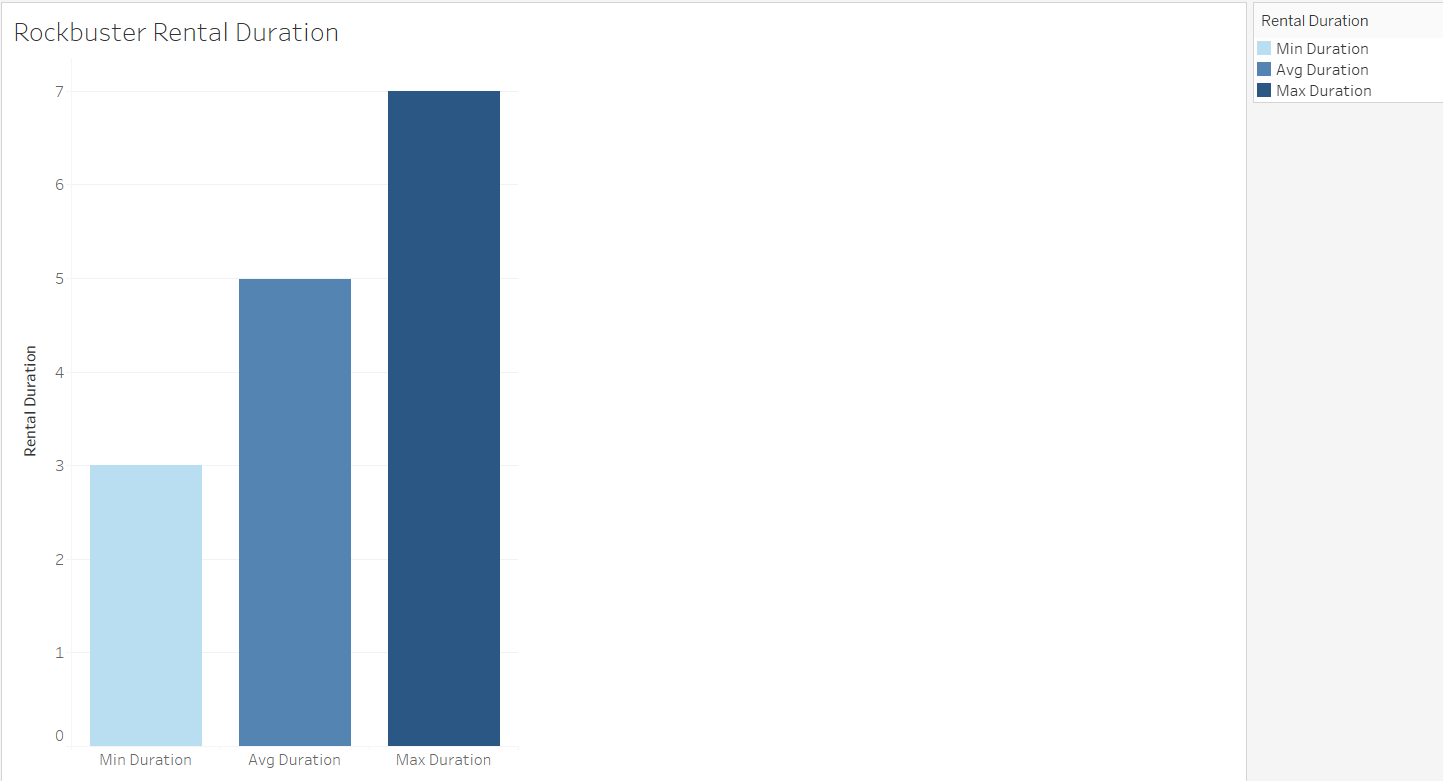 Rockbuster Rental Duration
Rental Duration
7
6
5
4
3
2
1
0
Min Duration
Avg Duration
Max Duration
Rental Duration
Min Duration
Avg Duration
Max Duration